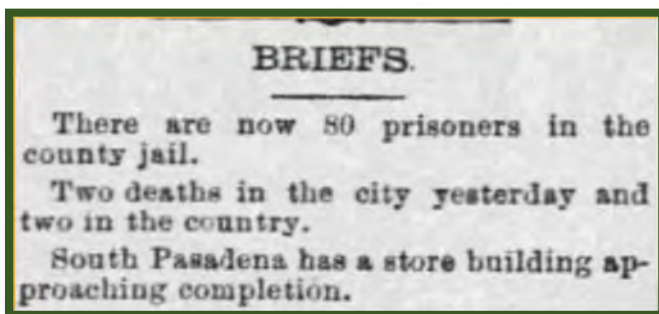 BRIEFS.
There are now 80 prisoners in the
county jail.
Two deaths in the city yesterday and
two in the country.
South Pasadena has a store building ap-
proaching completion.